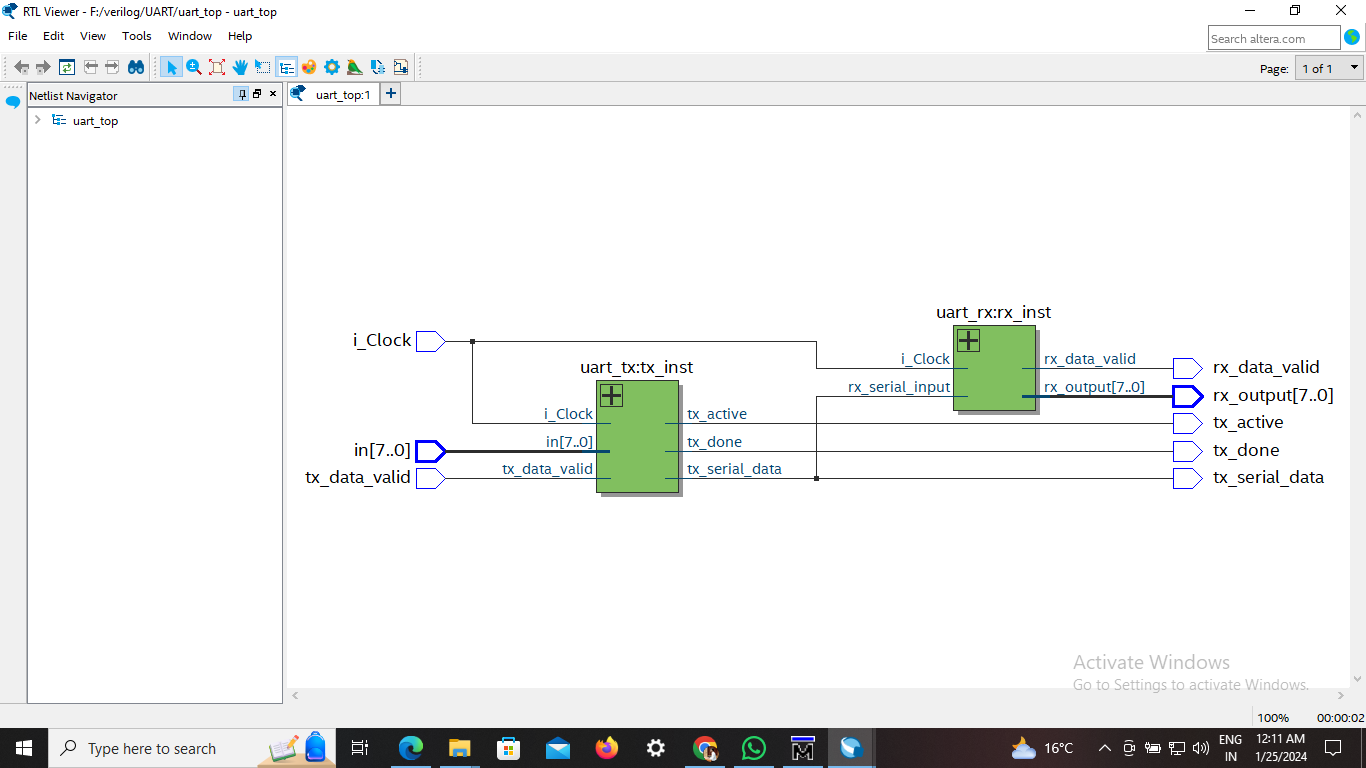 RTL Viewer - F:/verilog/UART/uart_top - uart_top
File Edit View Tools Window Help
Search altera.com
Page: 1 of 1
Netlist Navigator
uart_top:1
uart_top
uart_rx:rx_inst
i_Clock
i_Clock rx_data_valid rx_data_valid
uart_tx:tx_inst
rx_serial_input rx_output[7..0] rx_output[7..0]
i_Clock tx_active tx_active
in[7..0] in[7..0] tx_done tx_done
tx_data_valid tx_data_valid tx_serial_data tx_serial_data
Activate Windows
Go to Settings to activate Windows.
100% 00:00:02
Type here to search
16°C
ENG
IN
12:11 AM
1/25/2024